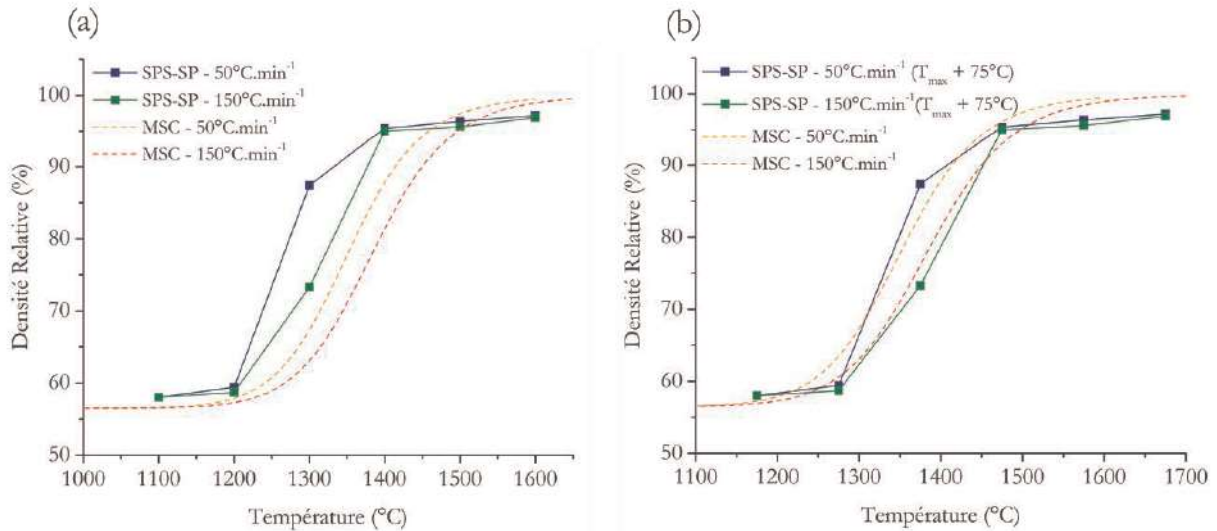 (a)
SPS-SP - 50°C.min⁻¹
SPS-SP - 150°C.min⁻¹
MSC - 50°C.min⁻¹
MSC - 150°C.min⁻¹
100
90
80
70
60
50
Densité Relative (%)
1000 1100 1200 1300 1400 1500 1600
Température (°C)
(b)
SPS-SP - 50°C.min⁻¹ (Tmax + 75°C)
SPS-SP - 150°C.min⁻¹(Tmax + 75°C)
MSC - 50°C.min⁻¹
MSC - 150°C.min⁻¹
100
90
80
70
60
50
Densité Relative (%)
1100 1200 1300 1400 1500 1600 1700
Température (°C)